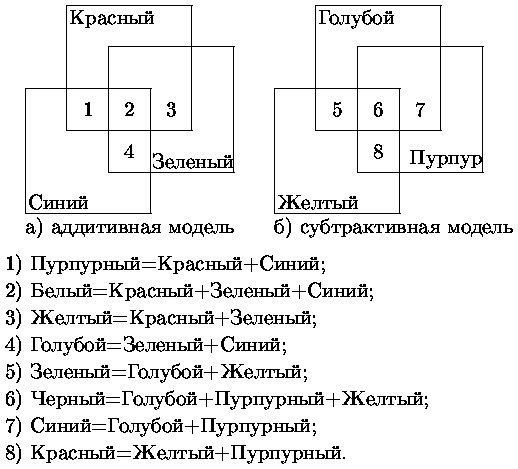 Красный
Голубой
1 2 3
5 6 7
4
8
Зеленый
Пурпур
Синий
Желтый
а) аддитивная модель
б) субтрактивная модель
1) Пурпурный=Красный+Синий;
2) Белый=Красный+Зеленый+Синий;
3) Желтый=Красный+Зеленый;
4) Голубой=Зеленый+Синий;
5) Зеленый=Голубой+Желтый;
6) Черный=Голубой+Пурпурный+Желтый;
7) Синий=Голубой+Пурпурный;
8) Красный=Желтый+Пурпурный.